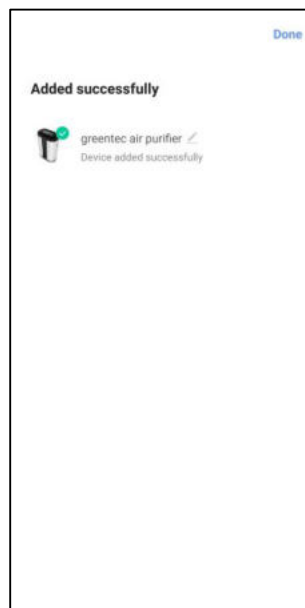 Done
Added successfully
greentec air purifier
Device added successfully